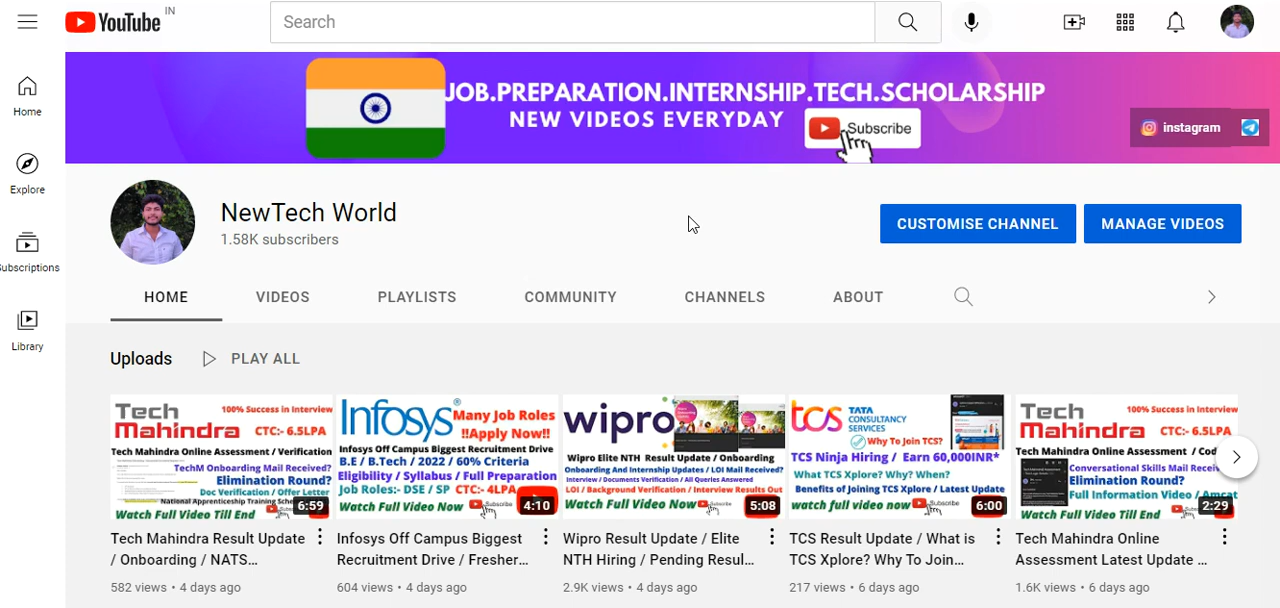 YouTube IN
Search
Home
Explore
Subscriptions
Library
JOB.PREPARATION.INTERNSHIP.TECH.SCHOLARSHIP
NEW VIDEOS EVERYDAY
Subscribe
instagram
NewTech World
1.58K subscribers
CUSTOMISE CHANNEL
MANAGE VIDEOS
HOME
VIDEOS
PLAYLISTS
COMMUNITY
CHANNELS
ABOUT
Uploads
PLAY ALL
Tech Mahindra
100% Success in Interview
CTC:- 6.5LPA
Tech Mahindra Online Assessment / Verification
TechM Onboarding Mail Received?
Elimination Round?
Doc Verification / Offer Letter
National Apprenticeship Training
Watch Full Video Till End
6:59
Tech Mahindra Result Update
/ Onboarding / NATS...
582 views • 4 days ago
Infosys
Many Job Roles
!!Apply Now!!
Infosys Off Campus Biggest Recruitment Drive
B.E / B.Tech / 2022 / 60% Criteria
Eligibility / Syllabus / Full Preparation
Job Roles:- DSE / SP CTC:- 4LPA
Watch Full Video Now
4:10
Infosys Off Campus Biggest
Recruitment Drive / Fresher...
604 views • 4 days ago
wipro
Wipro Elite NTH Result Update / Onboarding
Onboarding And Internship Updates / LOI Mail Received?
Interview / Documents Verification / All Queries Answered
LOI / Background Verification / Interview Results Out
Watch Full Video Now
5:08
Wipro Result Update / Elite
NTH Hiring / Pending Resul...
2.9K views • 4 days ago
tcs TATA
CONSULTANCY
SERVICES
Why To Join TCS?
TCS Ninja Hiring / Earn 60,000INR*
What TCS Xplore? Why? When?
Benefits of Joining TCS Xplore / Latest Update
Watch full video now
6:00
TCS Result Update / What is
TCS Xplore? Why To Join...
217 views • 6 days ago
Tech Mahindra
100% Success in Interview
CTC:- 6.5LPA
Tech Mahindra Online Assessment / Cod
Conversational Skills Mail Received?
Elimination Round?
Full Information Video / Amcat
Watch Full Video Till End
2:29
Tech Mahindra Online
Assessment Latest Update ...
1.6K views • 6 days ago